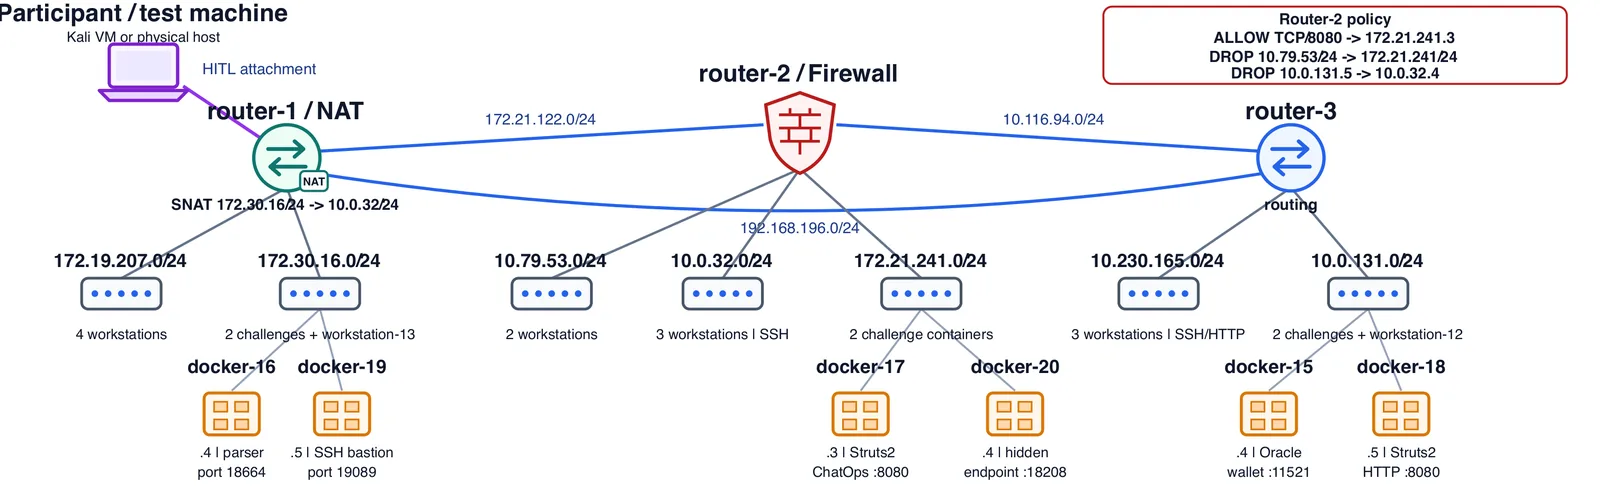 Participant / test machine
Kali VM or physical host
HITL attachment
Router-2 policy
ALLOW TCP/8080 -> 172.21.241.3
DROP 10.79.53/24 -> 172.21.241/24
DROP 10.0.131.5 -> 10.0.32.4
router-1 / NAT
router-2 / Firewall
router-3
172.21.122.0/24
10.116.94.0/24
NAT
SNAT 172.30.16/24 -> 10.0.32/24
routing
192.168.196.0/24
172.19.207.0/24
172.30.16.0/24
10.79.53.0/24
10.0.32.0/24
172.21.241.0/24
10.230.165.0/24
10.0.131.0/24
4 workstations
2 challenges + workstation-13
2 workstations
3 workstations | SSH
2 challenge containers
3 workstations | SSH/HTTP
2 challenges + workstation-12
docker-16
docker-19
docker-17
docker-20
docker-15
docker-18
.4 | parser
port 18664
.5 | SSH bastion
port 19089
.3 | Struts2
ChatOps :8080
.4 | hidden
endpoint :18208
.4 | Oracle
wallet :11521
.5 | Struts2
HTTP :8080